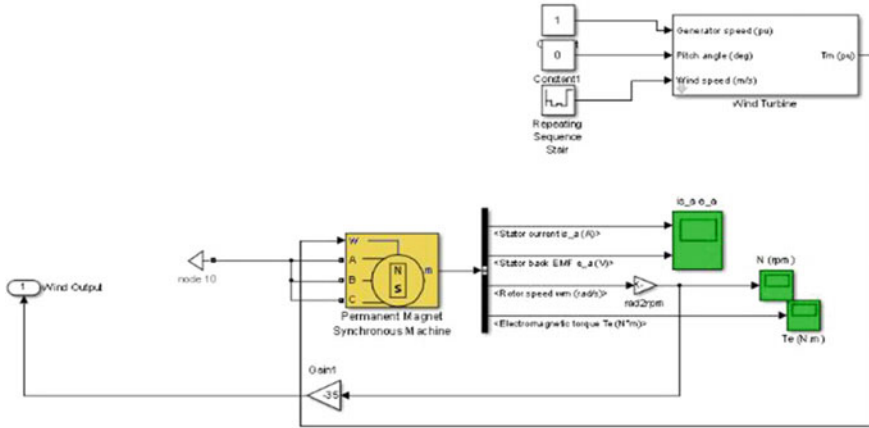 1
Generator speed (pu)
0
Pitch angle (deg)
Tm (pu)
Constant1
Wind speed (m/s)
Wind Turbine
Repeating
Sequence
Stair
is_a e_a
w
A
B
C
N
S
m
<Stator current is_a (A)>
<Stator back EMF e_a (V)>
<Rotor speed wm (rad/s)>
<Electromagnetic torque Te (N*m)>
N (rpm)
node 10
1
Wind Output
rad2rpm
Permanent Magnet
Synchronous Machine
Te (N.m)
Gain1
-35